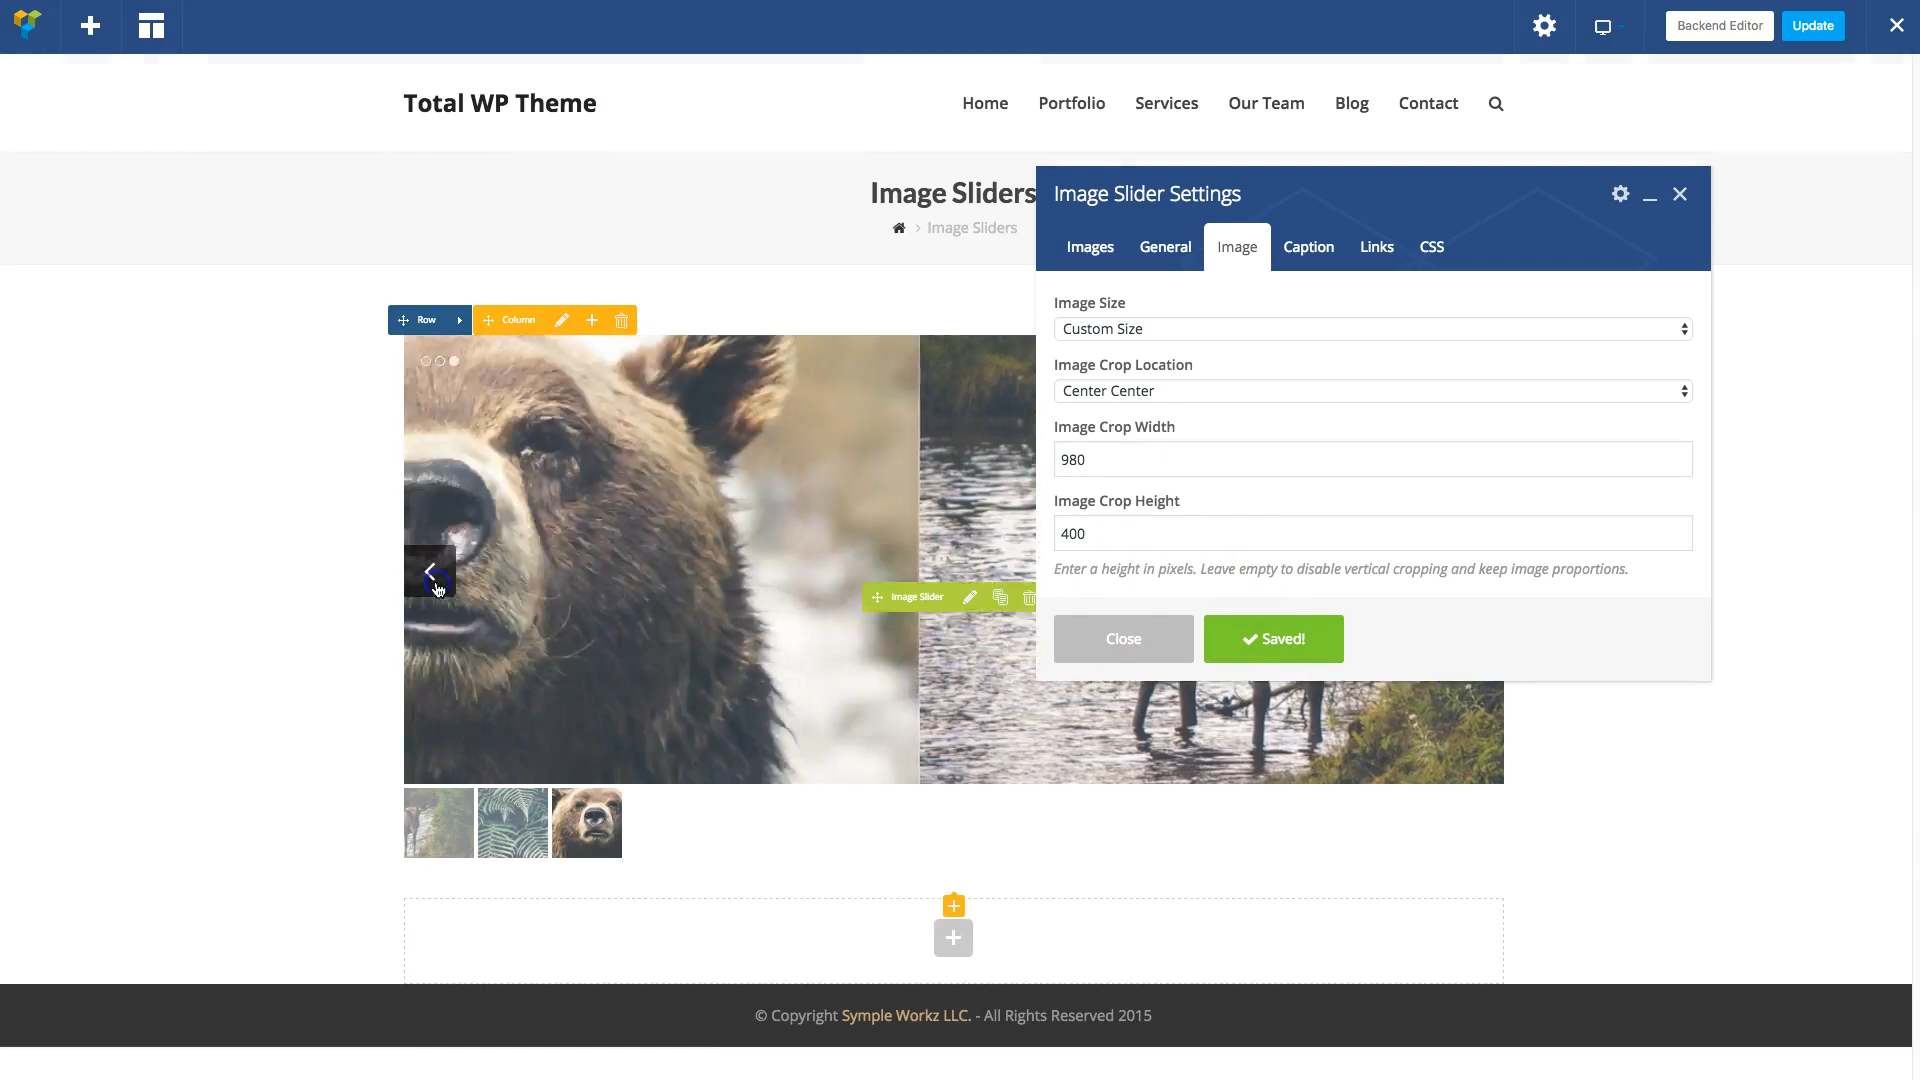 Backend Editor
Update
Total WP Theme
Home
Portfolio
Services
Our Team
Blog
Contact
Image Sliders
Image Sliders
Image Slider Settings
Images
General
Image
Caption
Links
CSS
Image Size
Custom Size
Image Crop Location
Center Center
Image Crop Width
980
Image Crop Height
400
Enter a height in pixels. Leave empty to disable vertical cropping and keep image proportions.
Close
Saved!
Row
Column
Image Slider
© Copyright Symple Workz LLC. - All Rights Reserved 2015